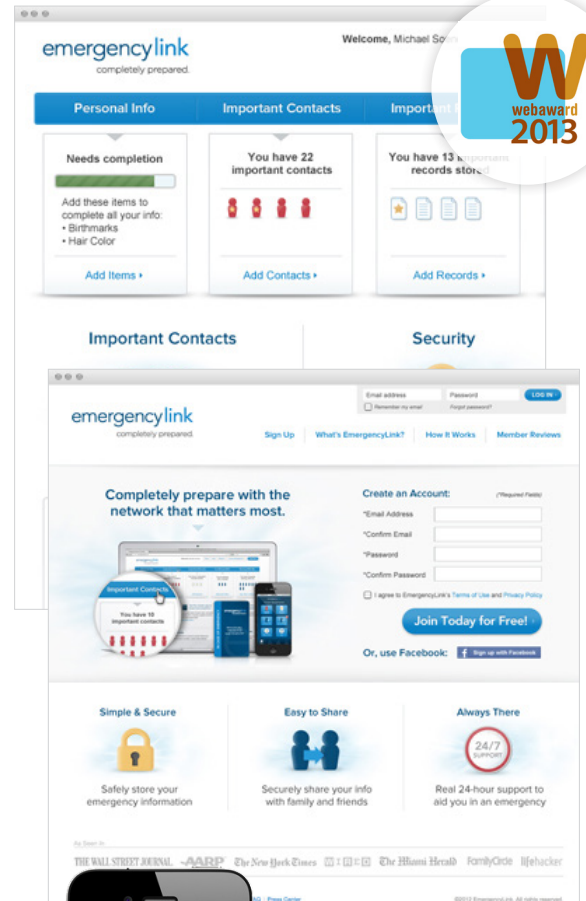 emergencylink
completely prepared.
Welcome, Michael
webaward
2013
Personal Info
Important Contacts
Important
Needs completion
Add these items to
complete all your info:
• Birthmarks
• Hair Color
Add Items
You have 22
important contacts
Add Contacts
You have 13 important
records stored
Add Records
Important Contacts
Security
emergencylink
completely prepared.
Email address
Password
LOG IN
Remember my email
Forgot password?
Sign Up
What's EmergencyLink?
How It Works
Member Reviews
Completely prepare with the
network that matters most.
Important Contacts
You have 10
important contacts
Create an Account:
(*Required Fields)
*Email Address
*Confirm Email
*Password
*Confirm Password
I agree to EmergencyLink's Terms of Use and Privacy Policy
Join Today for Free!
Or, use Facebook:
f Sign up with Facebook
Simple & Secure
Safely store your
emergency information
Easy to Share
Securely share your info
with family and friends
Always There
24/7
SUPPORT
Real 24-hour support to
aid you in an emergency
As Seen In
THE WALL STREET JOURNAL.
AARP
The New York Times
The Miami Herald
FamilyCircle
lifehacker
FAQ
Press Center
©2012 EmergencyLink. All rights reserved.